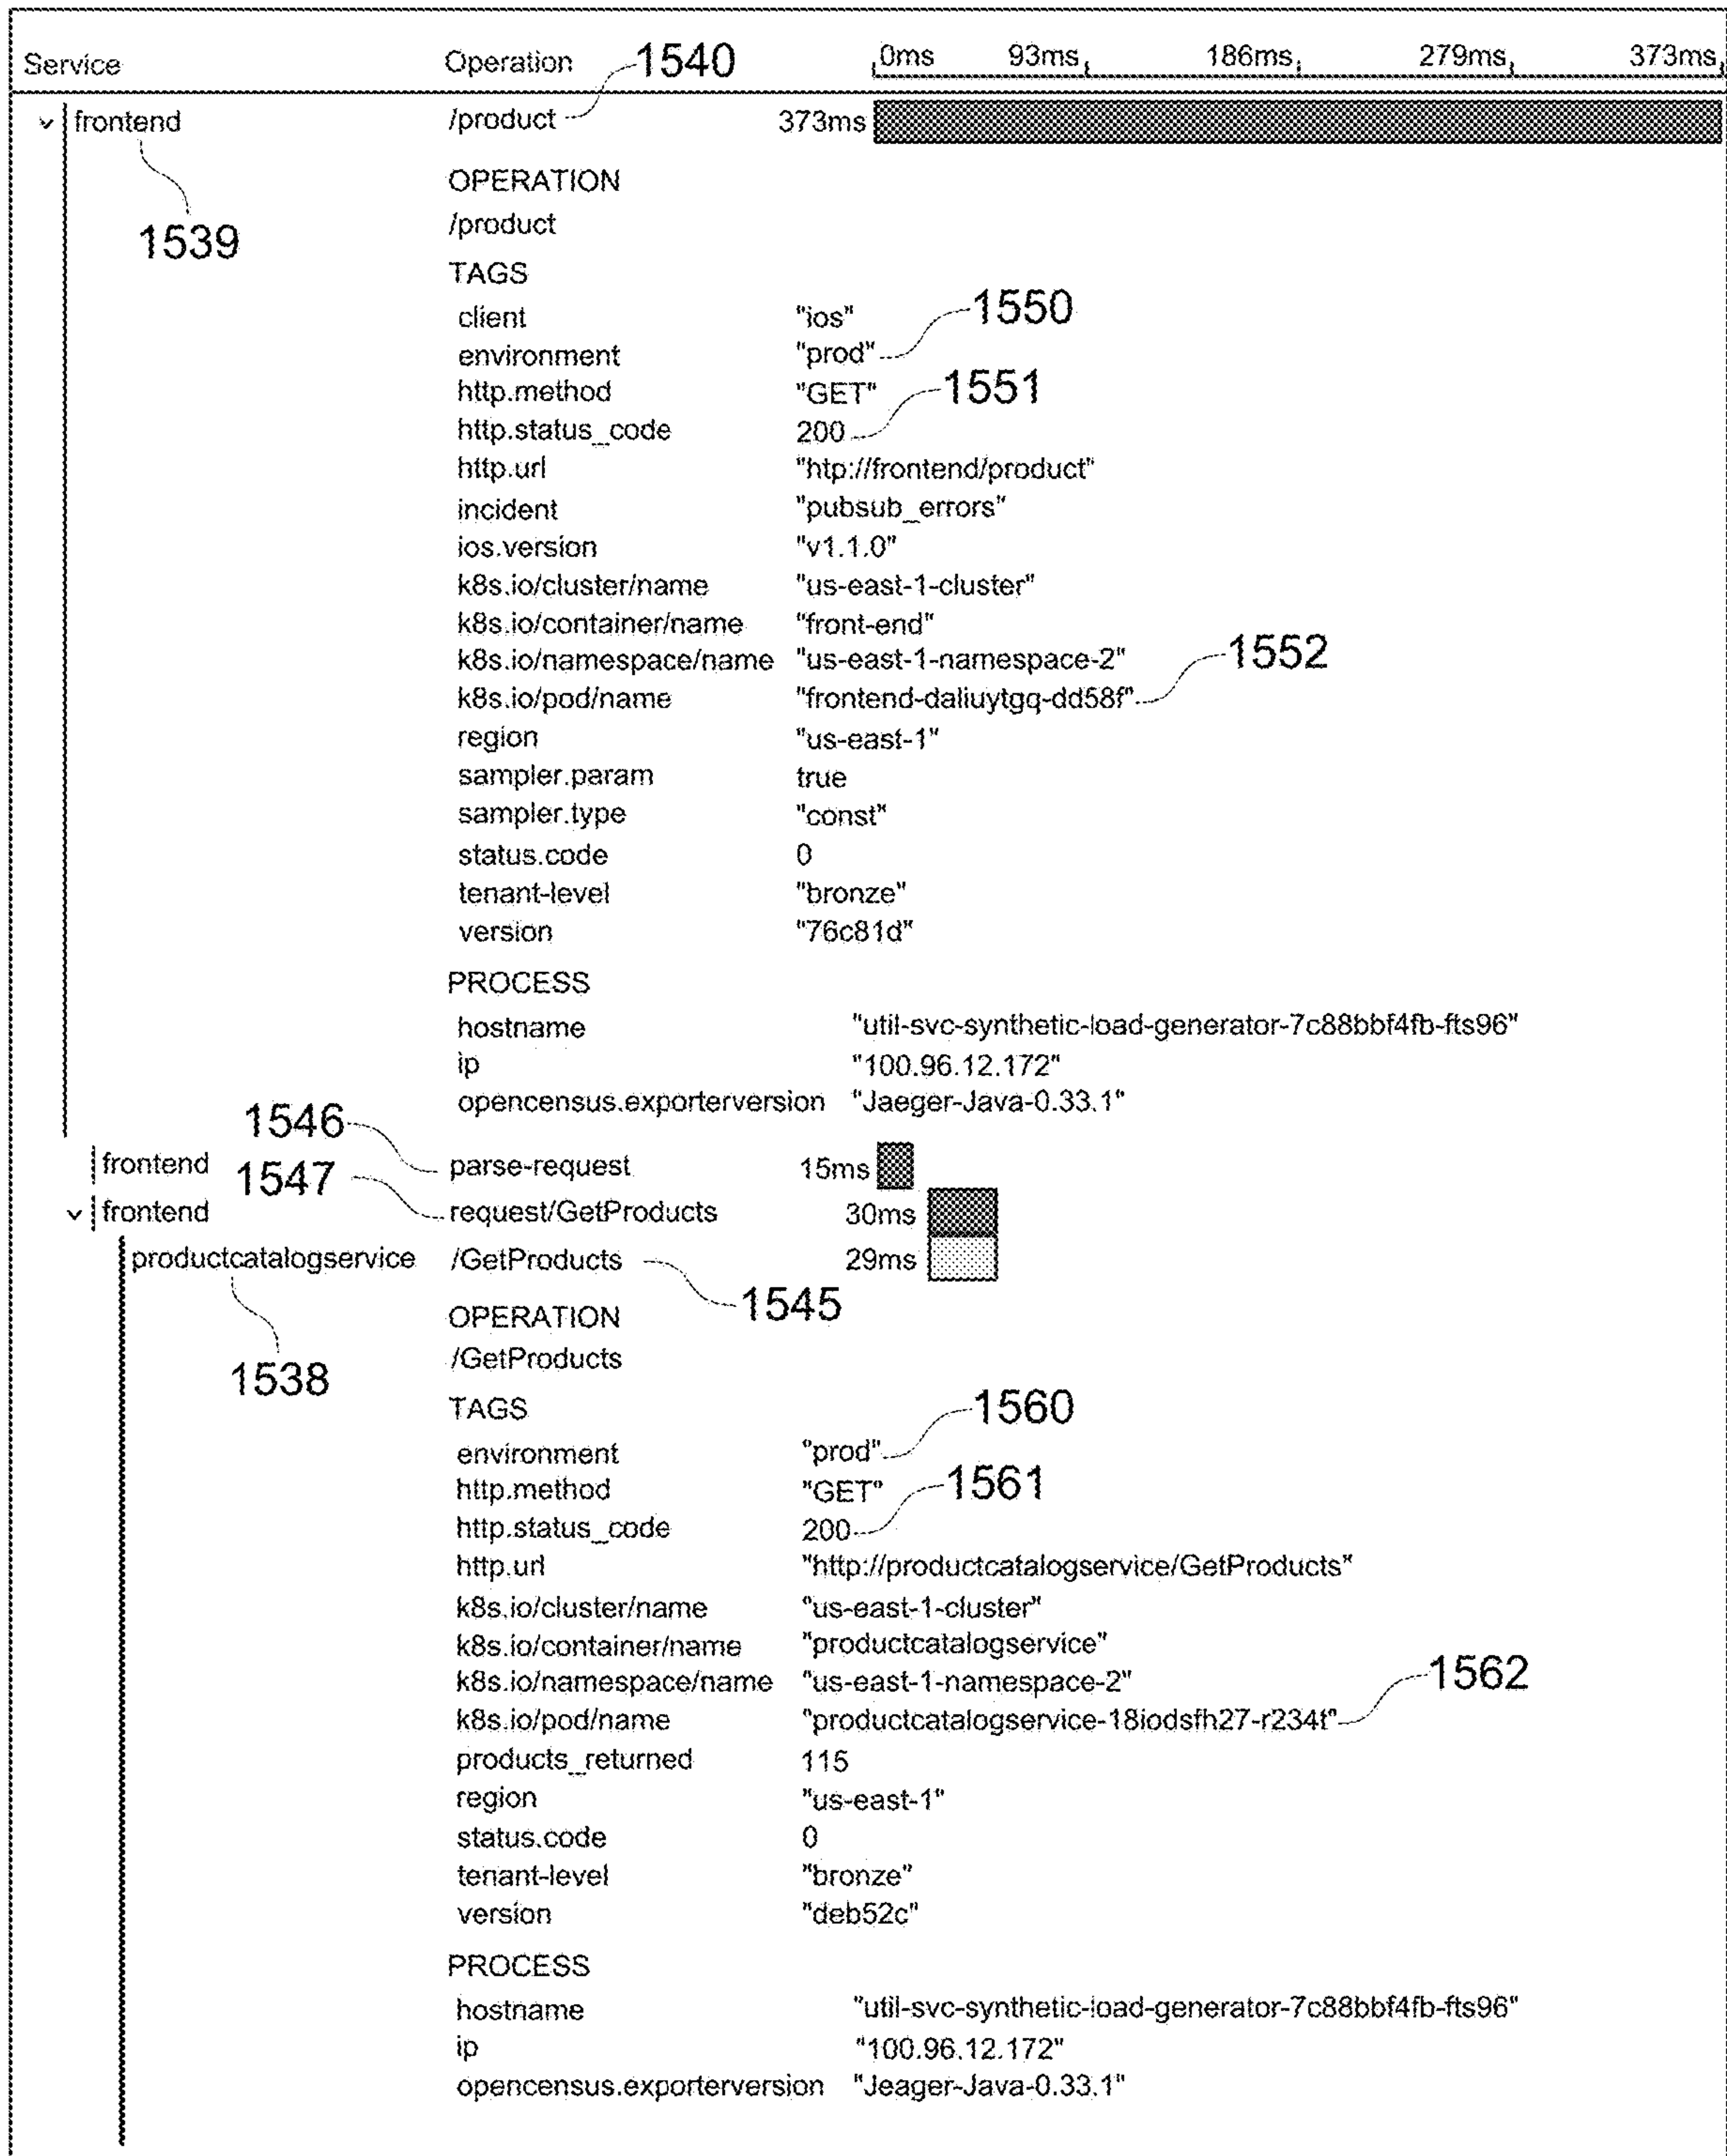 Service Operation 1540 0ms 93ms 186ms 279ms 373ms
frontend /product 373ms
OPERATION
/product
1539
TAGS
client "ios" 1550
environment "prod"
http.method "GET" 1551
http.status_code 200
http.url "htp://frontend/product"
incident "pubsub_errors"
ios.version "v1.1.0"
k8s.io/cluster/name "us-east-1-cluster"
k8s.io/container/name "front-end"
k8s.io/namespace/name "us-east-1-namespace-2" 1552
k8s.io/pod/name "frontend-daliuytgq-dd58f"
region "us-east-1"
sampler.param true
sampler.type "const"
status.code 0
tenant-level "bronze"
version "76c81d"
PROCESS
hostname "util-svc-synthetic-load-generator-7c88bbf4fb-fts96"
ip "100.96.12.172"
opencensus.exporterversion "Jaeger-Java-0.33.1"
1546
frontend parse-request 15ms
1547
frontend request/GetProducts 30ms
productcatalogservice /GetProducts 29ms
1545
OPERATION
/GetProducts
1538
TAGS
1560
environment "prod"
http.method "GET" 1561
http.status_code 200
http.url "http://productcatalogservice/GetProducts"
k8s.io/cluster/name "us-east-1-cluster"
k8s.io/container/name "productcatalogservice"
k8s.io/namespace/name "us-east-1-namespace-2" 1562
k8s.io/pod/name "productcatalogservice-18iodsfh27-r234t"
products_returned 115
region "us-east-1"
status.code 0
tenant-level "bronze"
version "deb52c"
PROCESS
hostname "util-svc-synthetic-load-generator-7c88bbf4fb-fts96"
ip "100.96.12.172"
opencensus.exporterversion "Jeager-Java-0.33.1"